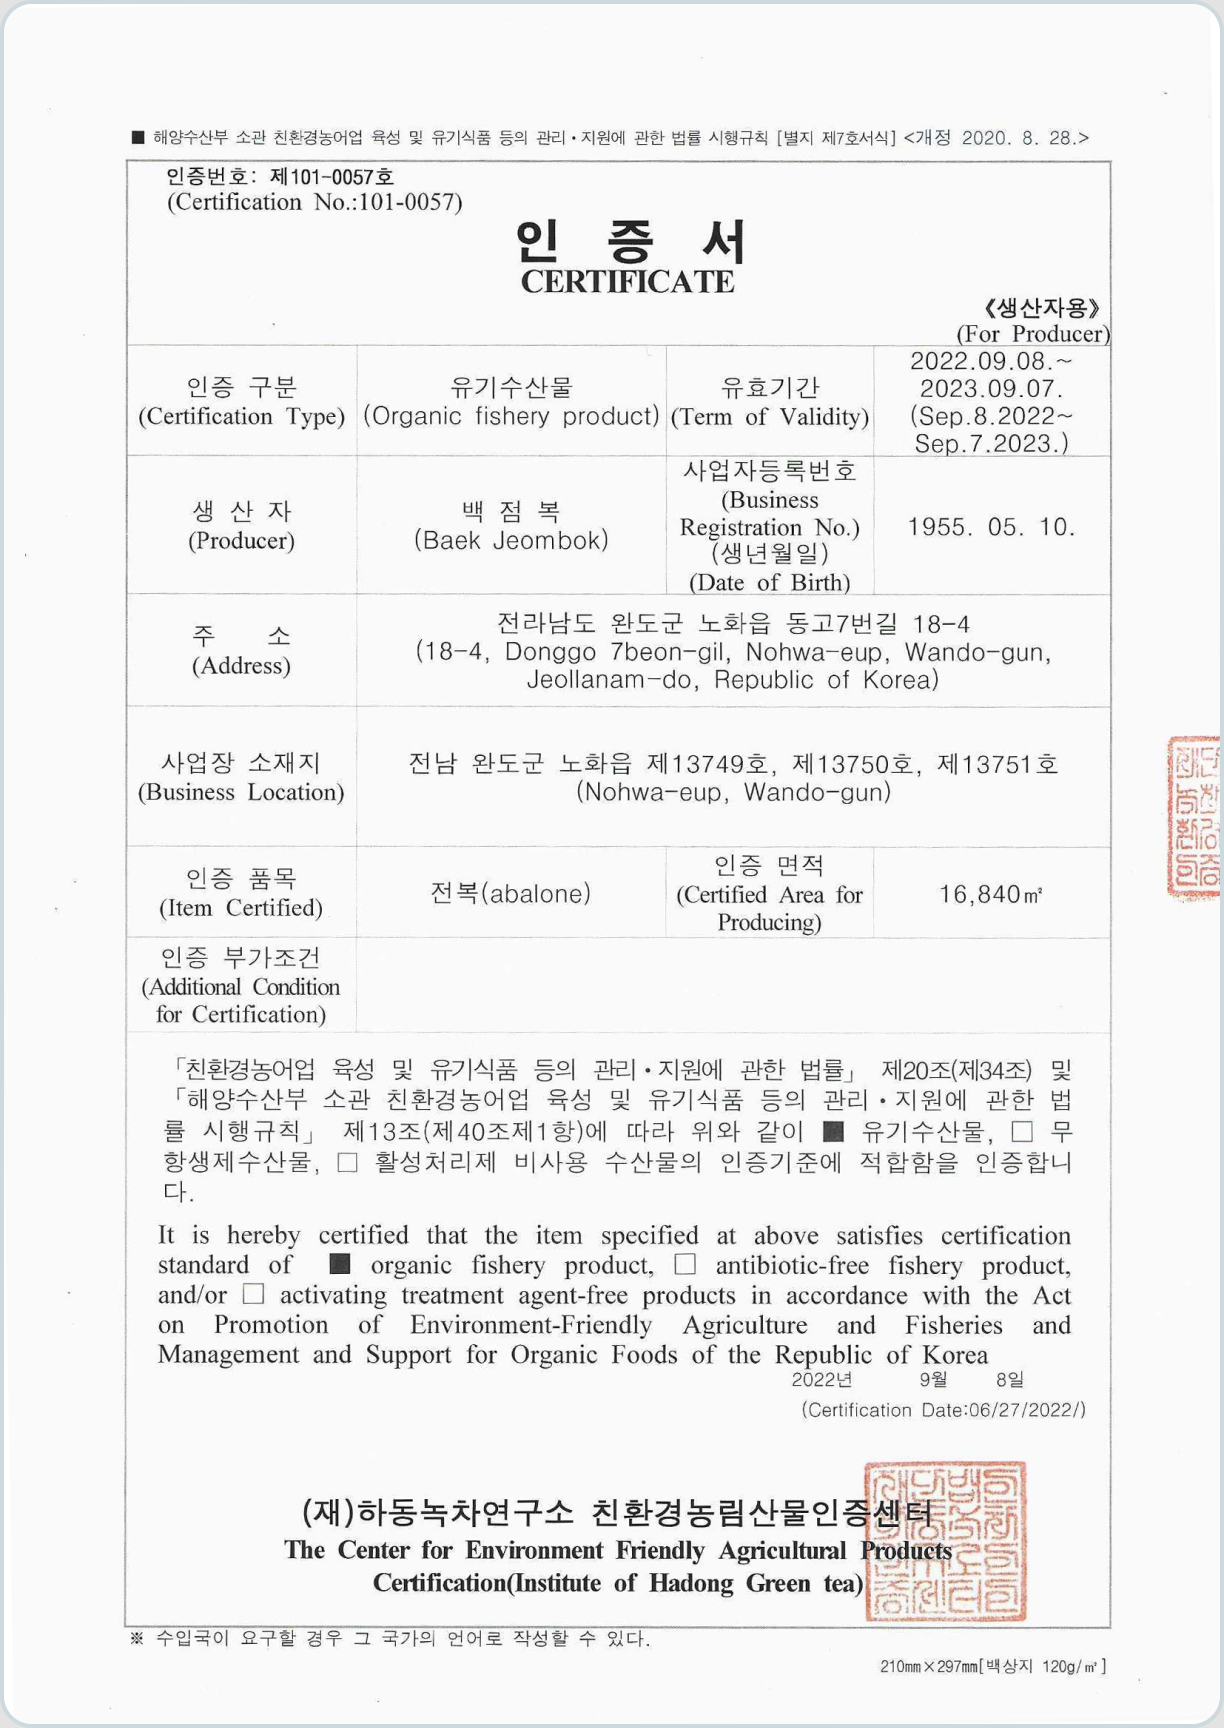 ■ 해양수산부 소관 친환경농어업 육성 및 유기식품 등의 관리·지원에 관한 법률 시행규칙 [별지 제7호서식] <개정 2020. 8. 28.>
인증번호: 제101-0057호
(Certification No.:101-0057)
인 증 서
CERTIFICATE
《생산자용》
(For Producer)
인증 구분
(Certification Type)
유기수산물
(Organic fishery product)
유효기간
(Term of Validity)
2022.09.08.~
2023.09.07.
(Sep.8.2022~
Sep.7.2023.)
생 산 자
(Producer)
백 점 복
(Baek Jeombok)
사업자등록번호
(Business
Registration No.)
(생년월일)
(Date of Birth)
1955. 05. 10.
주 소
(Address)
전라남도 완도군 노화읍 동고7번길 18-4
(18-4, Donggo 7beon-gil, Nohwa-eup, Wando-gun,
Jeollanam-do, Republic of Korea)
사업장 소재지
(Business Location)
전남 완도군 노화읍 제13749호, 제13750호, 제13751호
(Nohwa-eup, Wando-gun)
인증 품목
(Item Certified)
전복(abalone)
인증 면적
(Certified Area for
Producing)
16,840㎡
인증 부가조건
(Additional Condition
for Certification)
「친환경농어업 육성 및 유기식품 등의 관리·지원에 관한 법률」 제20조(제34조) 및
「해양수산부 소관 친환경농어업 육성 및 유기식품 등의 관리·지원에 관한 법
률 시행규칙」 제13조(제40조제1항)에 따라 위와 같이 ■ 유기수산물, □ 무
항생제수산물, □ 활성처리제 비사용 수산물의 인증기준에 적합함을 인증합니
다.
It is hereby certified that the item specified at above satisfies certification
standard of ■ organic fishery product, □ antibiotic-free fishery product,
and/or □ activating treatment agent-free products in accordance with the Act
on Promotion of Environment-Friendly Agriculture and Fisheries and
Management and Support for Organic Foods of the Republic of Korea
2022년 9월 8일
(Certification Date:06/27/2022/)
(재)하동녹차연구소 친환경농림산물인증센터
The Center for Environment Friendly Agricultural Products
Certification(Institute of Hadong Green tea)
※ 수입국이 요구할 경우 그 국가의 언어로 작성할 수 있다.
210㎜×297㎜[백상지 120g/㎡]